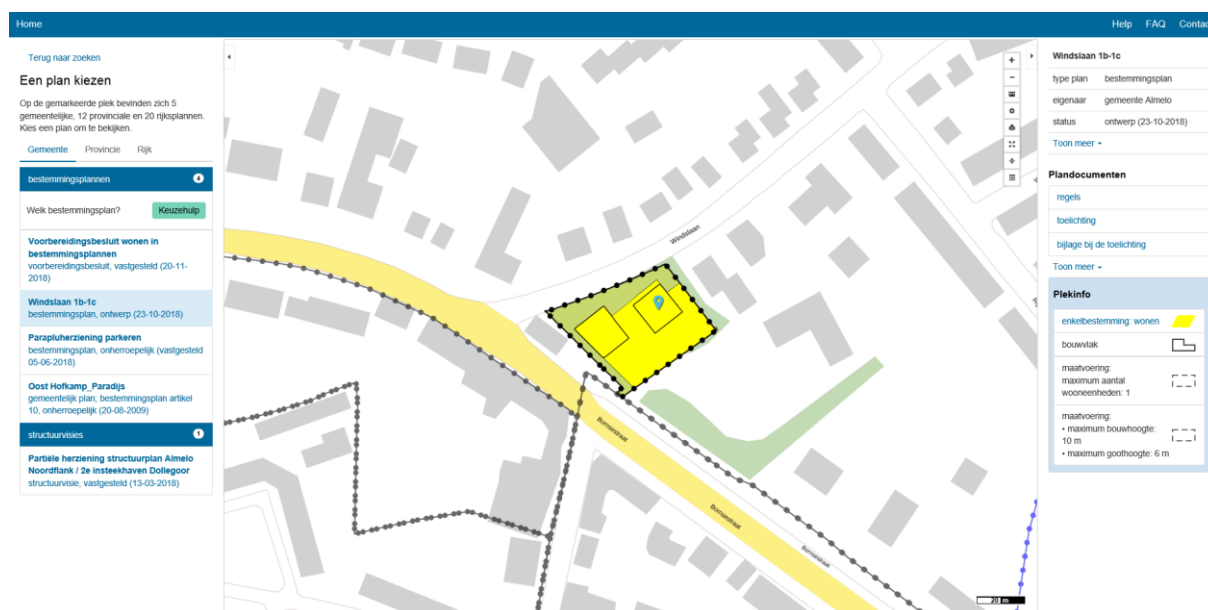 Home
Help FAQ Contac
Terug naar zoeken
Een plan kiezen
Op de gemarkeerde plek bevinden zich 5
gemeentelijke, 12 provinciale en 20 rijksplannen.
Kies een plan om te bekijken.
Gemeente Provincie Rijk
bestemmingsplannen 4
Welk bestemmingsplan? Keuzehulp
Voorbereidingsbesluit wonen in
bestemmingsplannen
voorbereidingsbesluit, vastgesteld (20-11-
2018)
Windslaan 1b-1c
bestemmingsplan, ontwerp (23-10-2018)
Parapluherziening parkeren
bestemmingsplan, onherroepelijk (vastgesteld
05-06-2018)
Oost Hofkamp_Paradijs
gemeentelijk plan; bestemmingsplan artikel
10, onherroepelijk (20-08-2009)
structuurvisies 1
Partiële herziening structuurplan Almelo
Noordflank / 2e insteekhaven Dollegoor
structuurvisie, vastgesteld (13-03-2018)
Windslaan
Bornsestraat
Bornsestraat
Bornsestraat
20 m
Windslaan 1b-1c
type plan bestemmingsplan
eigenaar gemeente Almelo
status ontwerp (23-10-2018)
Toon meer
Plandocumenten
regels
toelichting
bijlage bij de toelichting
Toon meer
Plekinfo
enkelbestemming: wonen
bouwvlak
maatvoering:
maximum aantal
wooneenheden: 1
maatvoering:
• maximum bouwhoogte:
10 m
• maximum goothoogte: 6 m